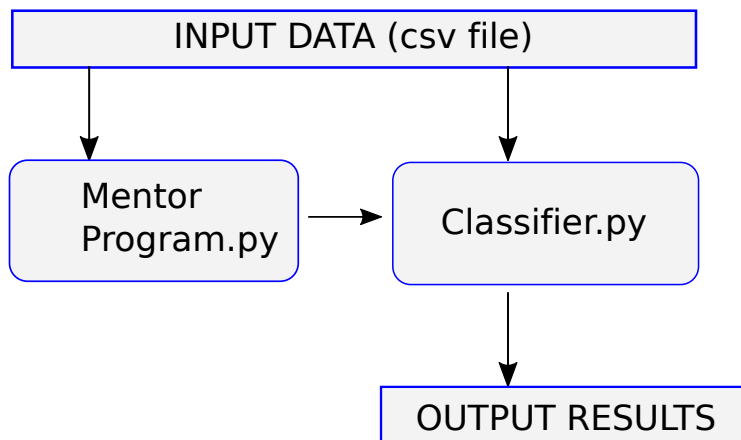 INPUT DATA (csv file)
Mentor
Program.py
Classifier.py
OUTPUT RESULTS